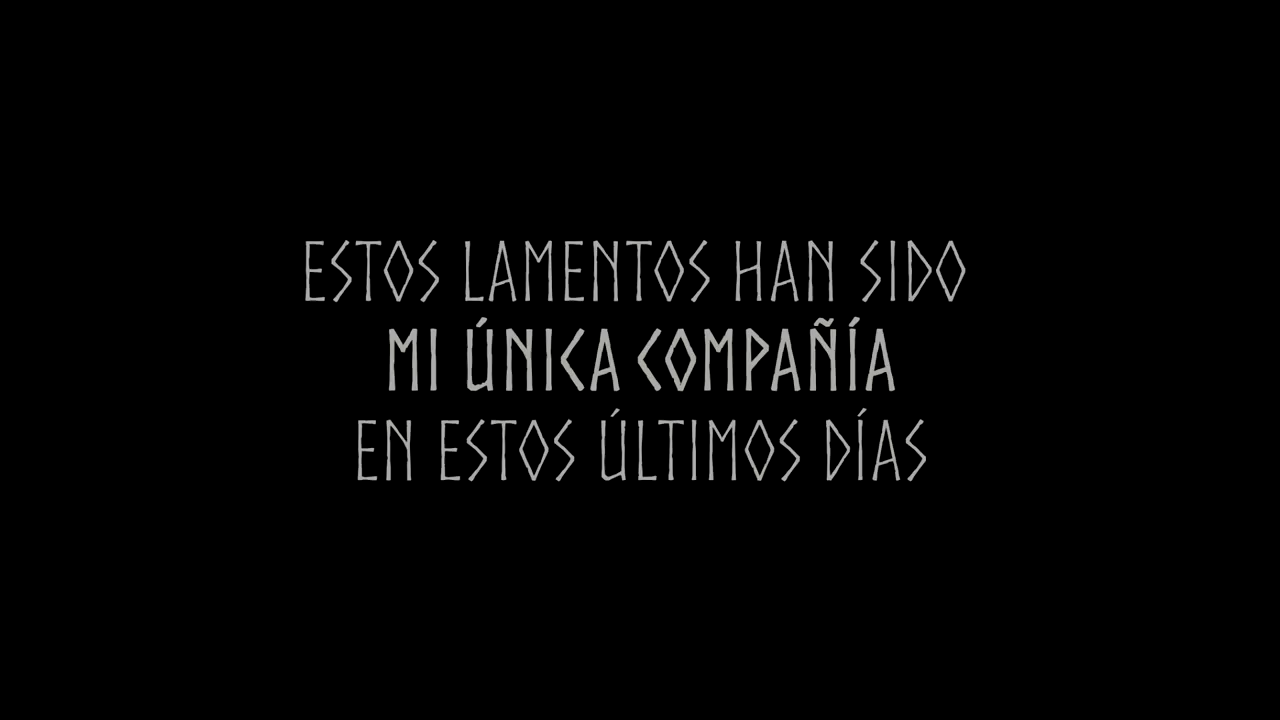 ESTOS LAMENTOS HAN SIDO
MI ÚNICA COMPAÑÍA
EN ESTOS ÚLTIMOS DÍAS